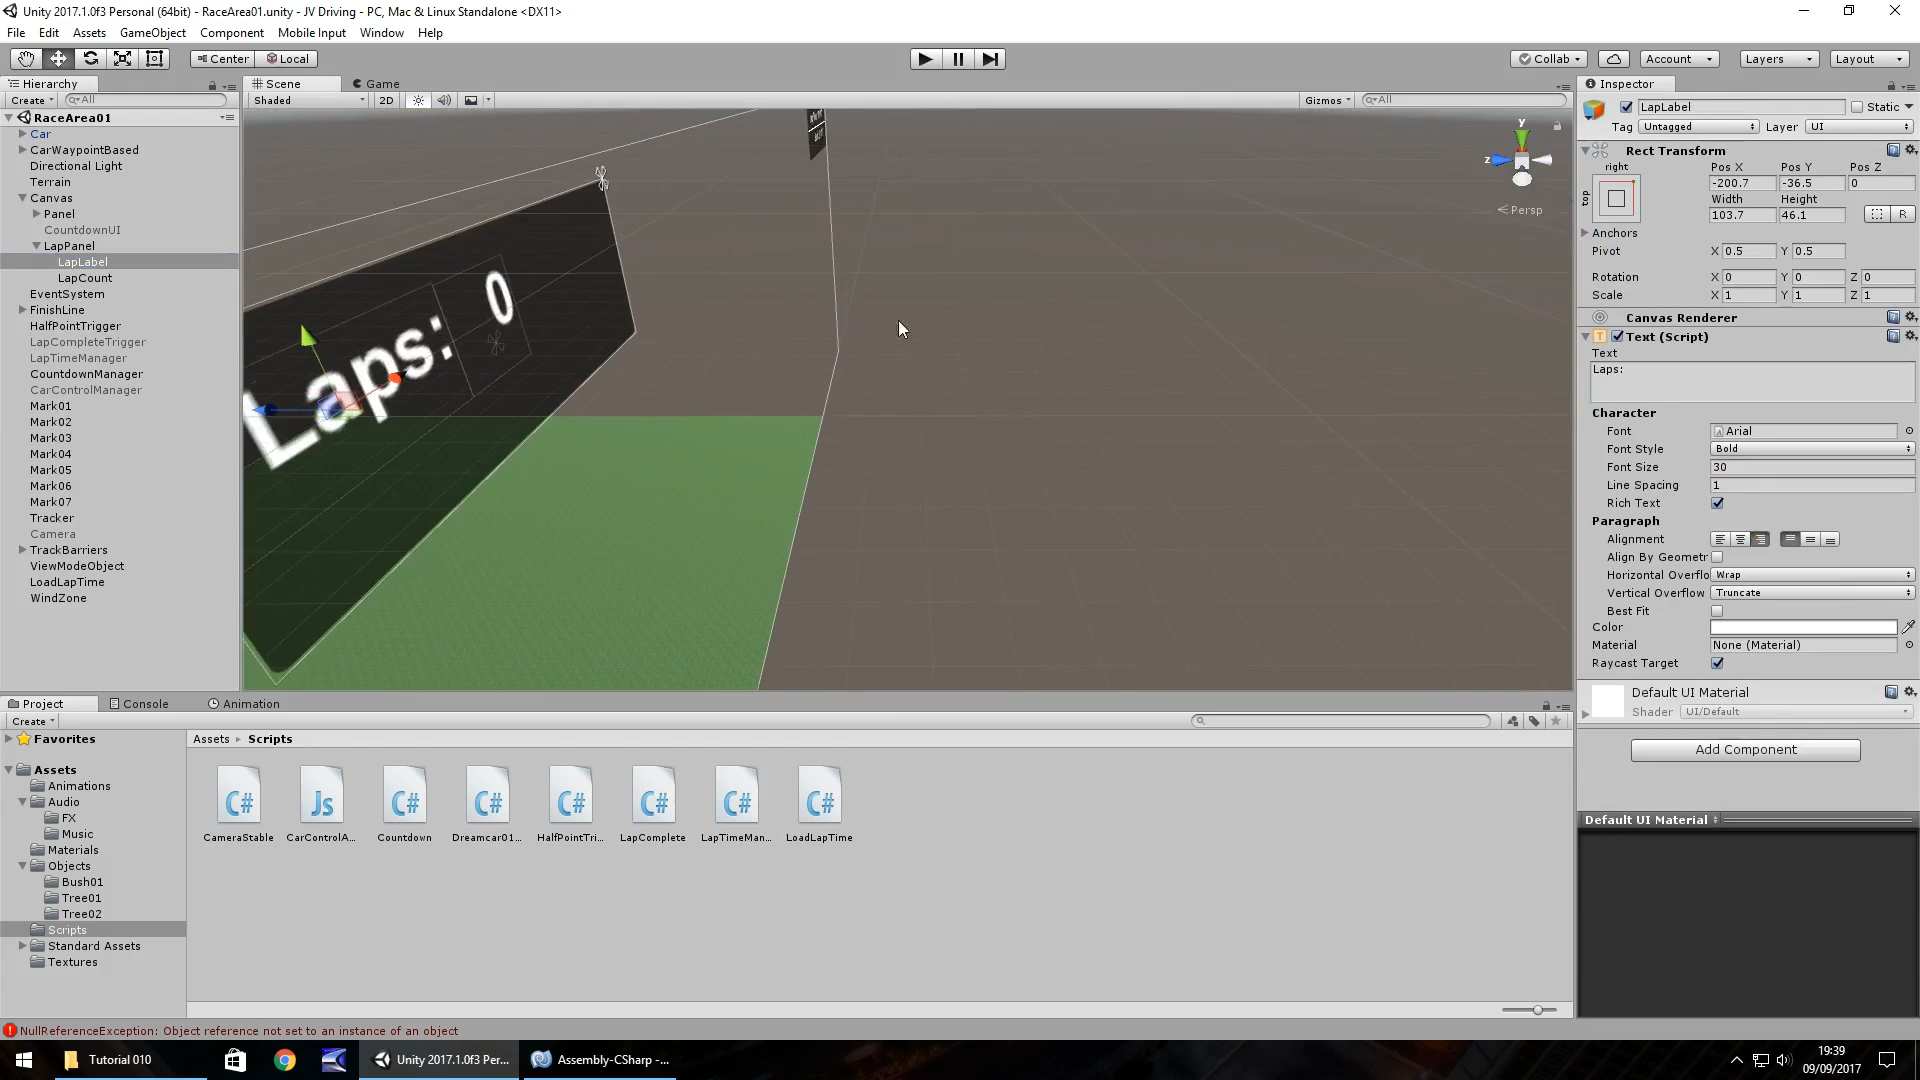 Unity 2017.1.0f3 Personal (64bit) - RaceArea01.unity - JV Driving - PC, Mac & Linux Standalone <DX11>
File Edit Assets GameObject Component Mobile Input Window Help
Center Local Collab Account Layers Layout
Hierarchy
Create All
RaceArea01
Car
CarWaypointBased
Directional Light
Terrain
Canvas
Panel
CountdownUI
LapPanel
LapLabel
LapCount
EventSystem
FinishLine
HalfPointTrigger
LapCompleteTrigger
LapTimeManager
CountdownManager
CarControlManager
Mark01
Mark02
Mark03
Mark04
Mark05
Mark06
Mark07
Tracker
Camera
TrackBarriers
ViewModeObject
LoadLapTime
WindZone
Scene Game
Shaded 2D Gizmos All
y
z
Persp
Laps: 0
Inspector
LapLabel Static
Tag Untagged Layer UI
Rect Transform
right Pos X Pos Y Pos Z
top -200.7 -36.5 0
Width Height
103.7 46.1 R
Anchors
Pivot X 0.5 Y 0.5
Rotation X 0 Y 0 Z 0
Scale X 1 Y 1 Z 1
Canvas Renderer
Text (Script)
Text
Laps:
Character
Font Arial
Font Style Bold
Font Size 30
Line Spacing 1
Rich Text
Paragraph
Alignment
Align By Geometr
Horizontal Overflo Wrap
Vertical Overflow Truncate
Best Fit
Color
Material None (Material)
Raycast Target
Default UI Material
Shader UI/Default
Add Component
Default UI Material
Project Console Animation
Create
Favorites
Assets
Animations
Audio
FX
Music
Materials
Objects
Bush01
Tree01
Tree02
Scripts
Standard Assets
Textures
Assets Scripts
C# Js C# C# C# C# C# C#
CameraStable CarControlA... Countdown Dreamcar01... HalfPointTri... LapComplete LapTimeMan... LoadLapTime
NullReferenceException: Object reference not set to an instance of an object
Tutorial 010 Unity 2017.1.0f3 Per... Assembly-CSharp -...
19:39
09/09/2017